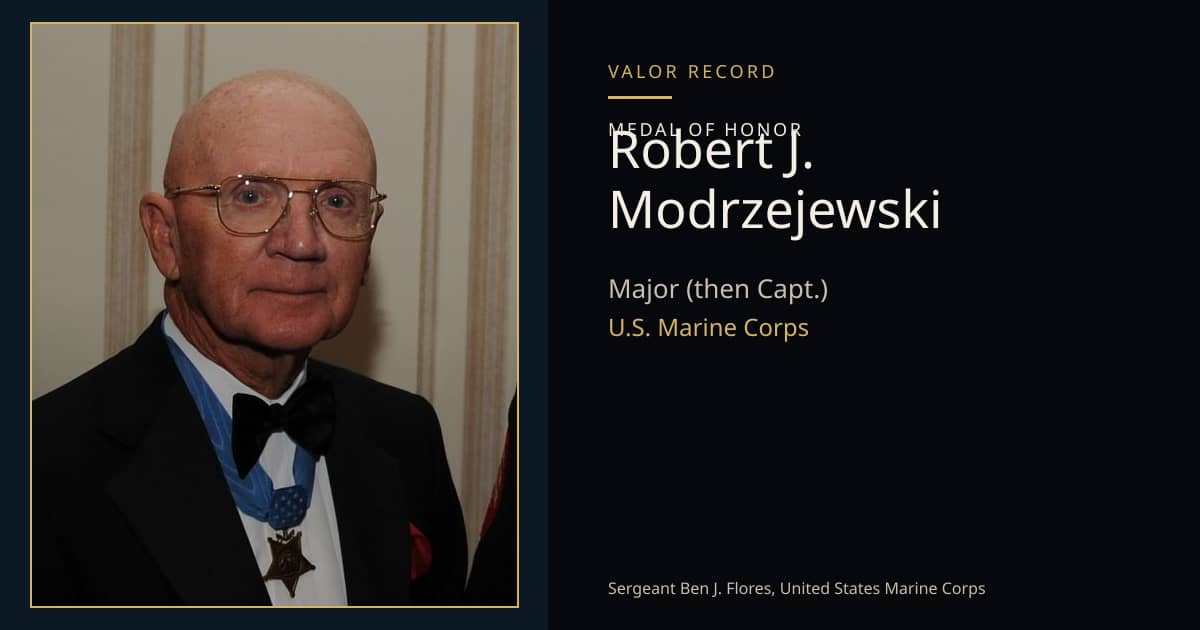 VALOR RECORD
MEDAL OF HONOR
Robert J.
Modrzejewski
Major (then Capt.)
U.S. Marine Corps
Sergeant Ben J. Flores, United States Marine Corps